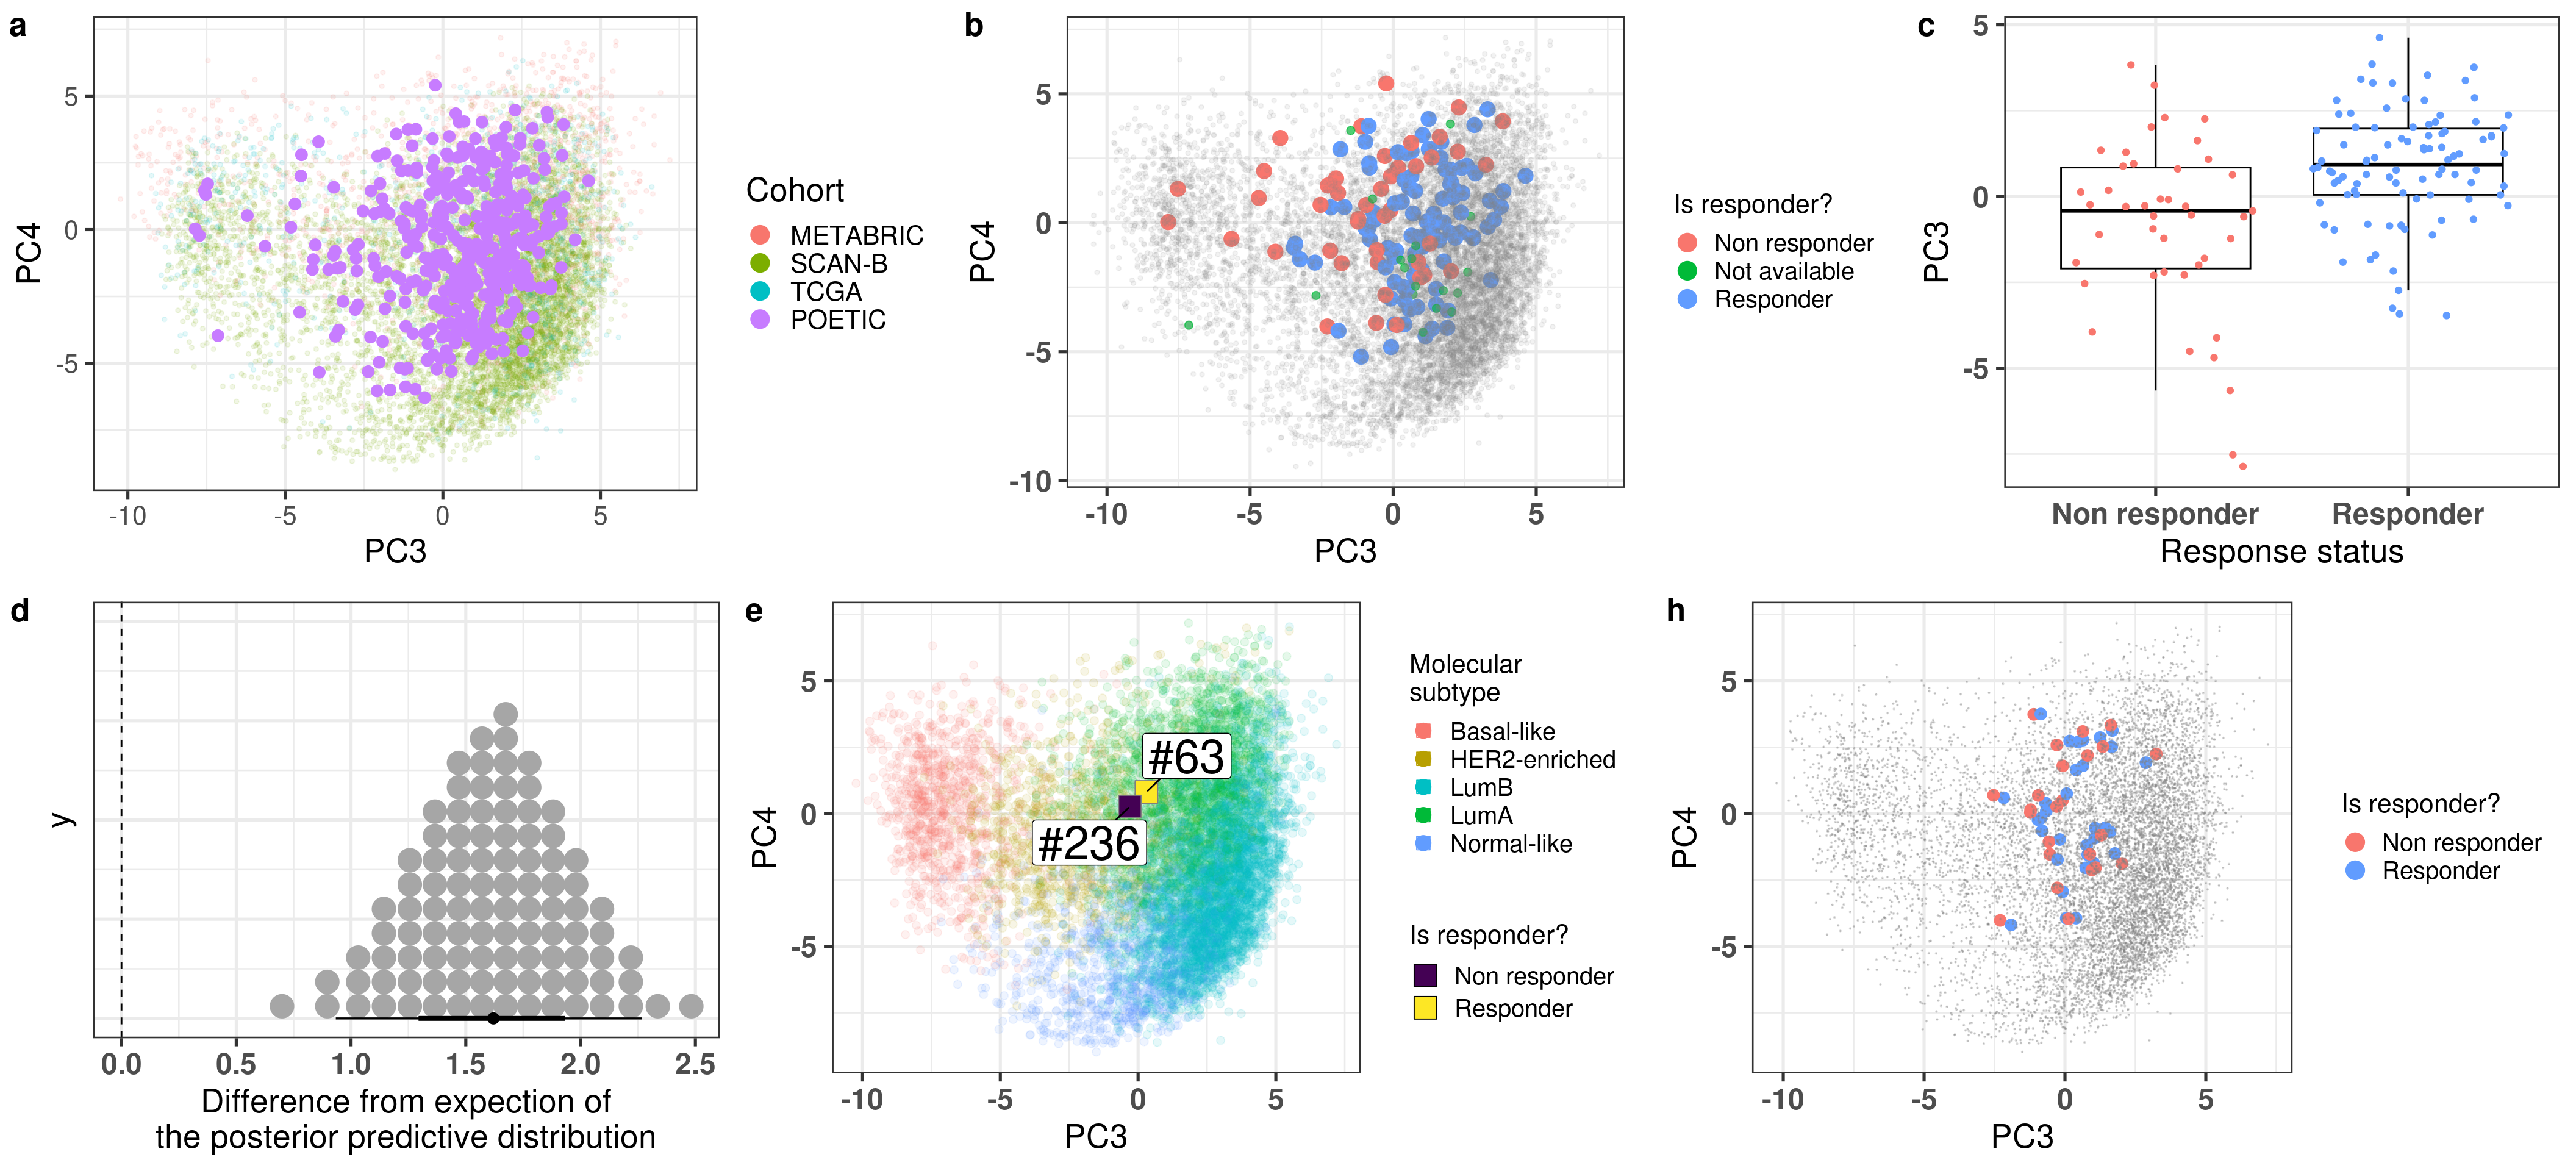 a
5
0
-5
PC4
-10
-5
0
5
PC3
Cohort
METABRIC
SCAN-B
TCGA
POETIC
b
5
0
-5
-10
PC4
-10
-5
0
5
PC3
Is responder?
Non responder
Not available
Responder
c
5
0
-5
PC3
Non responder
Responder
Response status
d
y
0.0
0.5
1.0
1.5
2.0
2.5
Difference from expection of
the posterior predictive distribution
e
5
0
-5
PC4
#63
#236
-10
-5
0
5
PC3
Molecular
subtype
Basal-like
HER2-enriched
LumB
LumA
Normal-like
Is responder?
Non responder
Responder
h
5
0
-5
PC4
-10
-5
0
5
PC3
Is responder?
Non responder
Responder